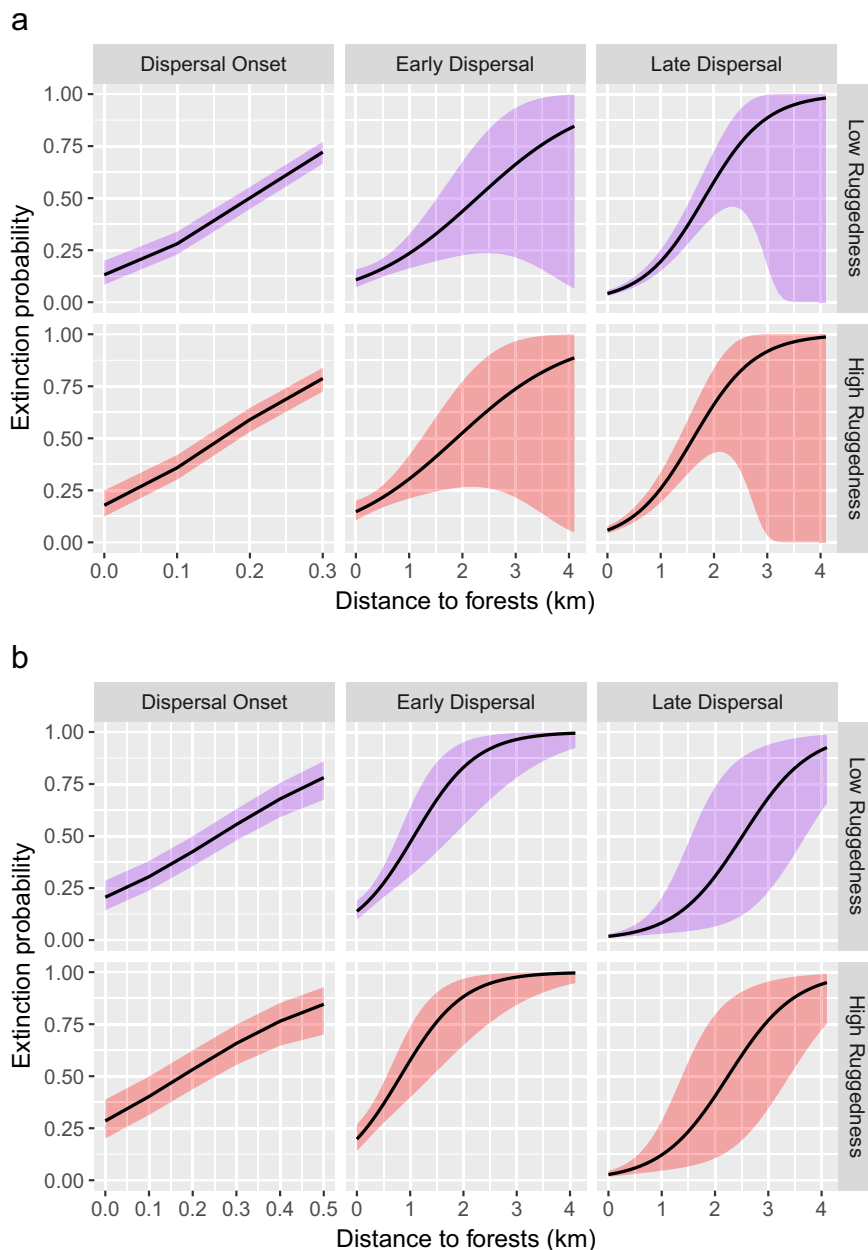 a
Dispersal Onset Early Dispersal Late Dispersal
Extinction probability
1.00
0.75
0.50
0.25
0.00
Low Ruggedness
1.00
0.75
0.50
0.25
0.00
High Ruggedness
0.0 0.1 0.2 0.3 0 1 2 3 4 0 1 2 3 4
Distance to forests (km)
b
Dispersal Onset Early Dispersal Late Dispersal
Extinction probability
1.00
0.75
0.50
0.25
0.00
Low Ruggedness
1.00
0.75
0.50
0.25
0.00
High Ruggedness
0.0 0.1 0.2 0.3 0.4 0.5 0 1 2 3 4 0 1 2 3 4
Distance to forests (km)